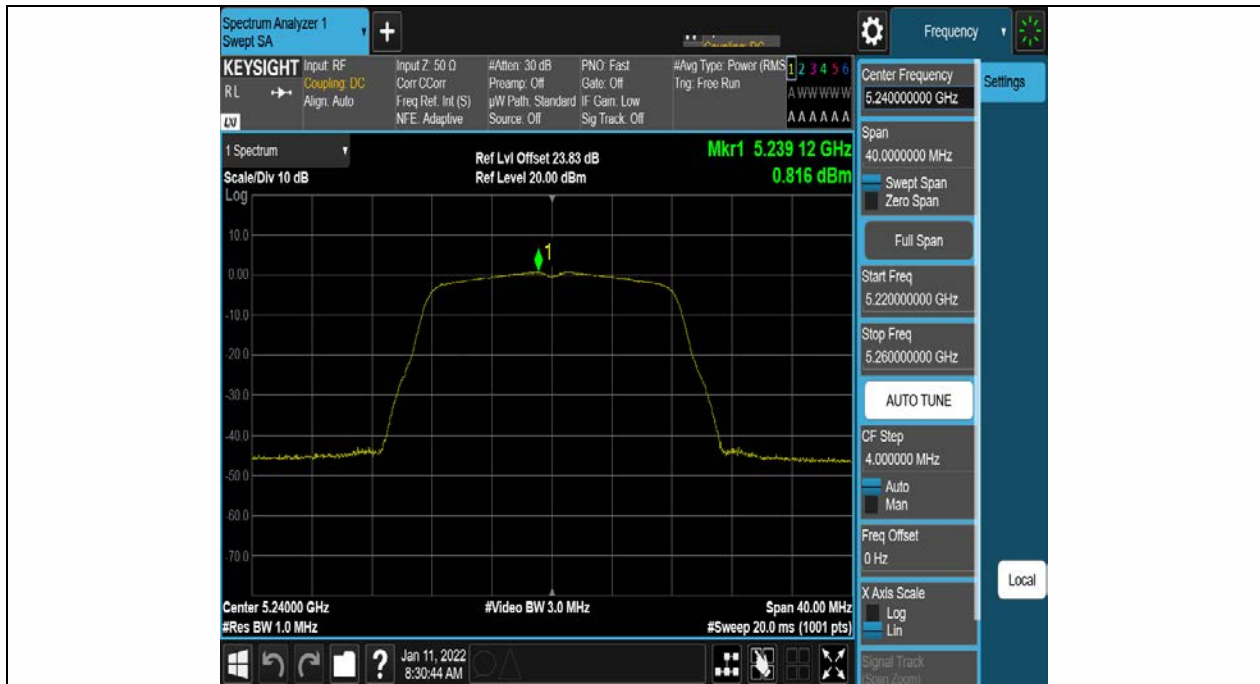 Spectrum Analyzer 1
Swept SA
+
Frequency
KEYSIGHT
RL
LXI
Input: RF
Coupling: DC
Align: Auto
Input Z: 50 Ω
Corr CCorr
Freq Ref: Int (S)
NFE: Adaptive
#Atten: 30 dB
Preamp: Off
µW Path: Standard
Source: Off
PNO: Fast
Gate: Off
IF Gain: Low
Sig Track: Off
#Avg Type: Power (RMS
Trig: Free Run
1 2 3 4 5 6
A W W W W W
A A A A A A
1 Spectrum
Scale/Div 10 dB
Ref Lvl Offset 23.83 dB
Ref Level 20.00 dBm
Mkr1 5.239 12 GHz
0.816 dBm
Log
10.0
0.00
-10.0
-20.0
-30.0
-40.0
-50.0
-60.0
-70.0
1
Center 5.24000 GHz
#Res BW 1.0 MHz
#Video BW 3.0 MHz
Span 40.00 MHz
#Sweep 20.0 ms (1001 pts)
Center Frequency
5.240000000 GHz
Span
40.0000000 MHz
Swept Span
Zero Span
Full Span
Start Freq
5.220000000 GHz
Stop Freq
5.260000000 GHz
AUTO TUNE
CF Step
4.000000 MHz
Auto
Man
Freq Offset
0 Hz
X Axis Scale
Log
Lin
Signal Track
(Span Zoom)
Settings
Local
?
Jan 11, 2022
8:30:44 AM